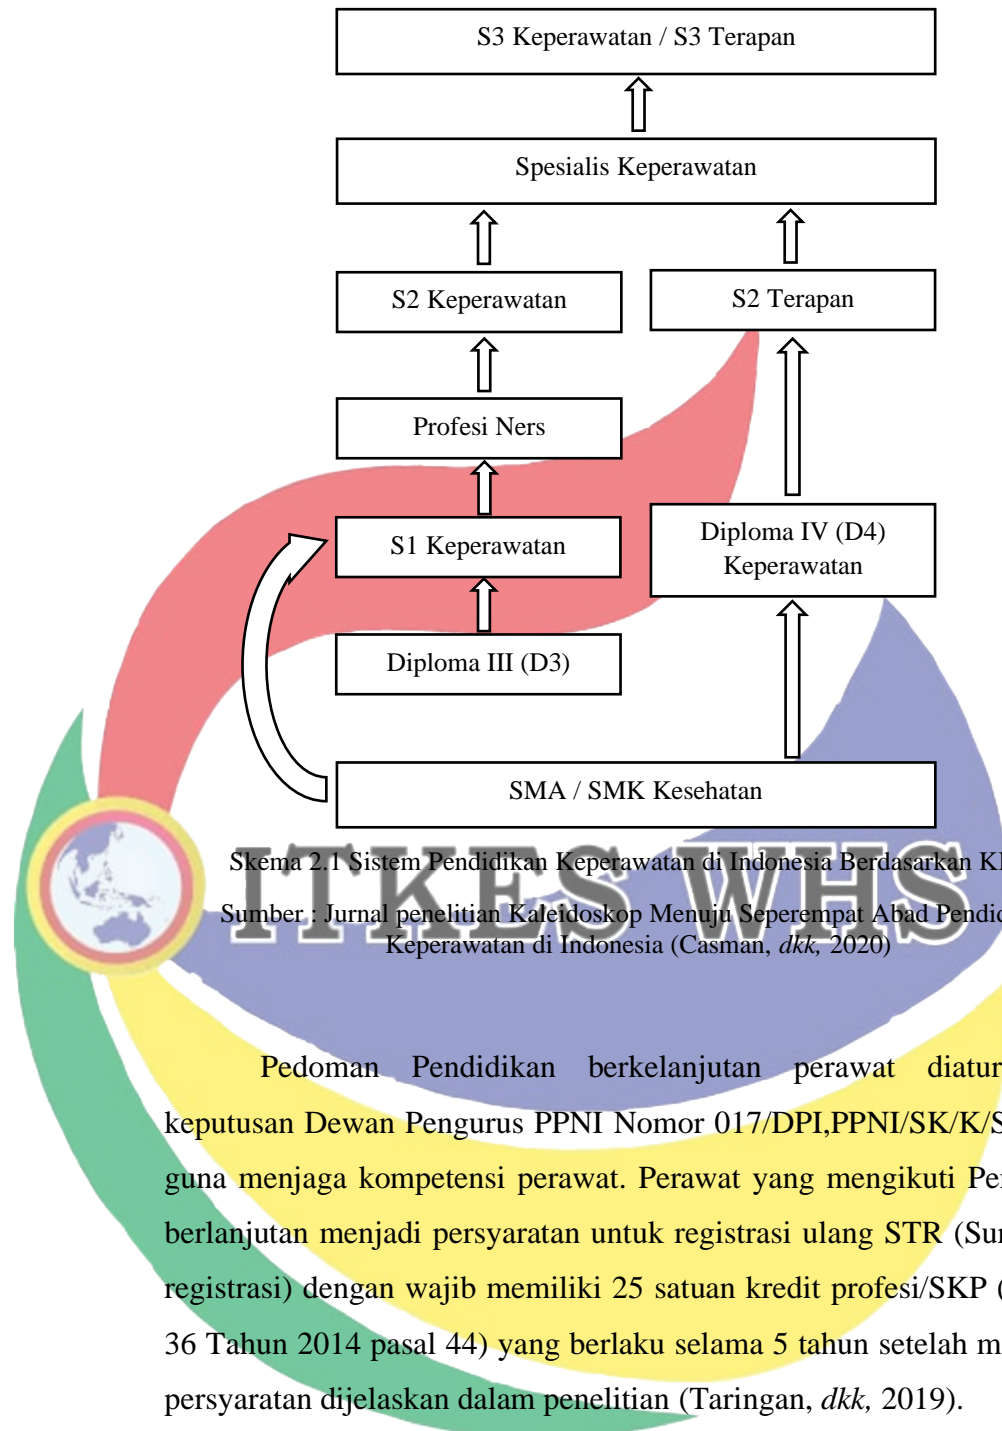 S3 Keperawatan / S3 Terapan
Spesialis Keperawatan
S2 Keperawatan
S2 Terapan
Profesi Ners
S1 Keperawatan
Diploma IV (D4)
Keperawatan
Diploma III (D3)
SMA / SMK Kesehatan
Skema 2.1 Sistem Pendidikan Keperawatan di Indonesia Berdasarkan
ITKES WHS
Sumber : Jurnal penelitian Kaleidoskop Menuju Seperempat Abad
Keperawatan di Indonesia (Casman, dkk, 2020)
Pedoman Pendidikan berkelanjutan perawat diatur
keputusan Dewan Pengurus PPNI Nomor 017/DPI,PPNI/SK/K/S
guna menjaga kompetensi perawat. Perawat yang mengikuti
berlanjutan menjadi persyaratan untuk registrasi ulang STR
registrasi) dengan wajib memiliki 25 satuan kredit profesi/SKP (
36 Tahun 2014 pasal 44) yang berlaku selama 5 tahun setelah
persyaratan dijelaskan dalam penelitian (Taringan, dkk, 2019).